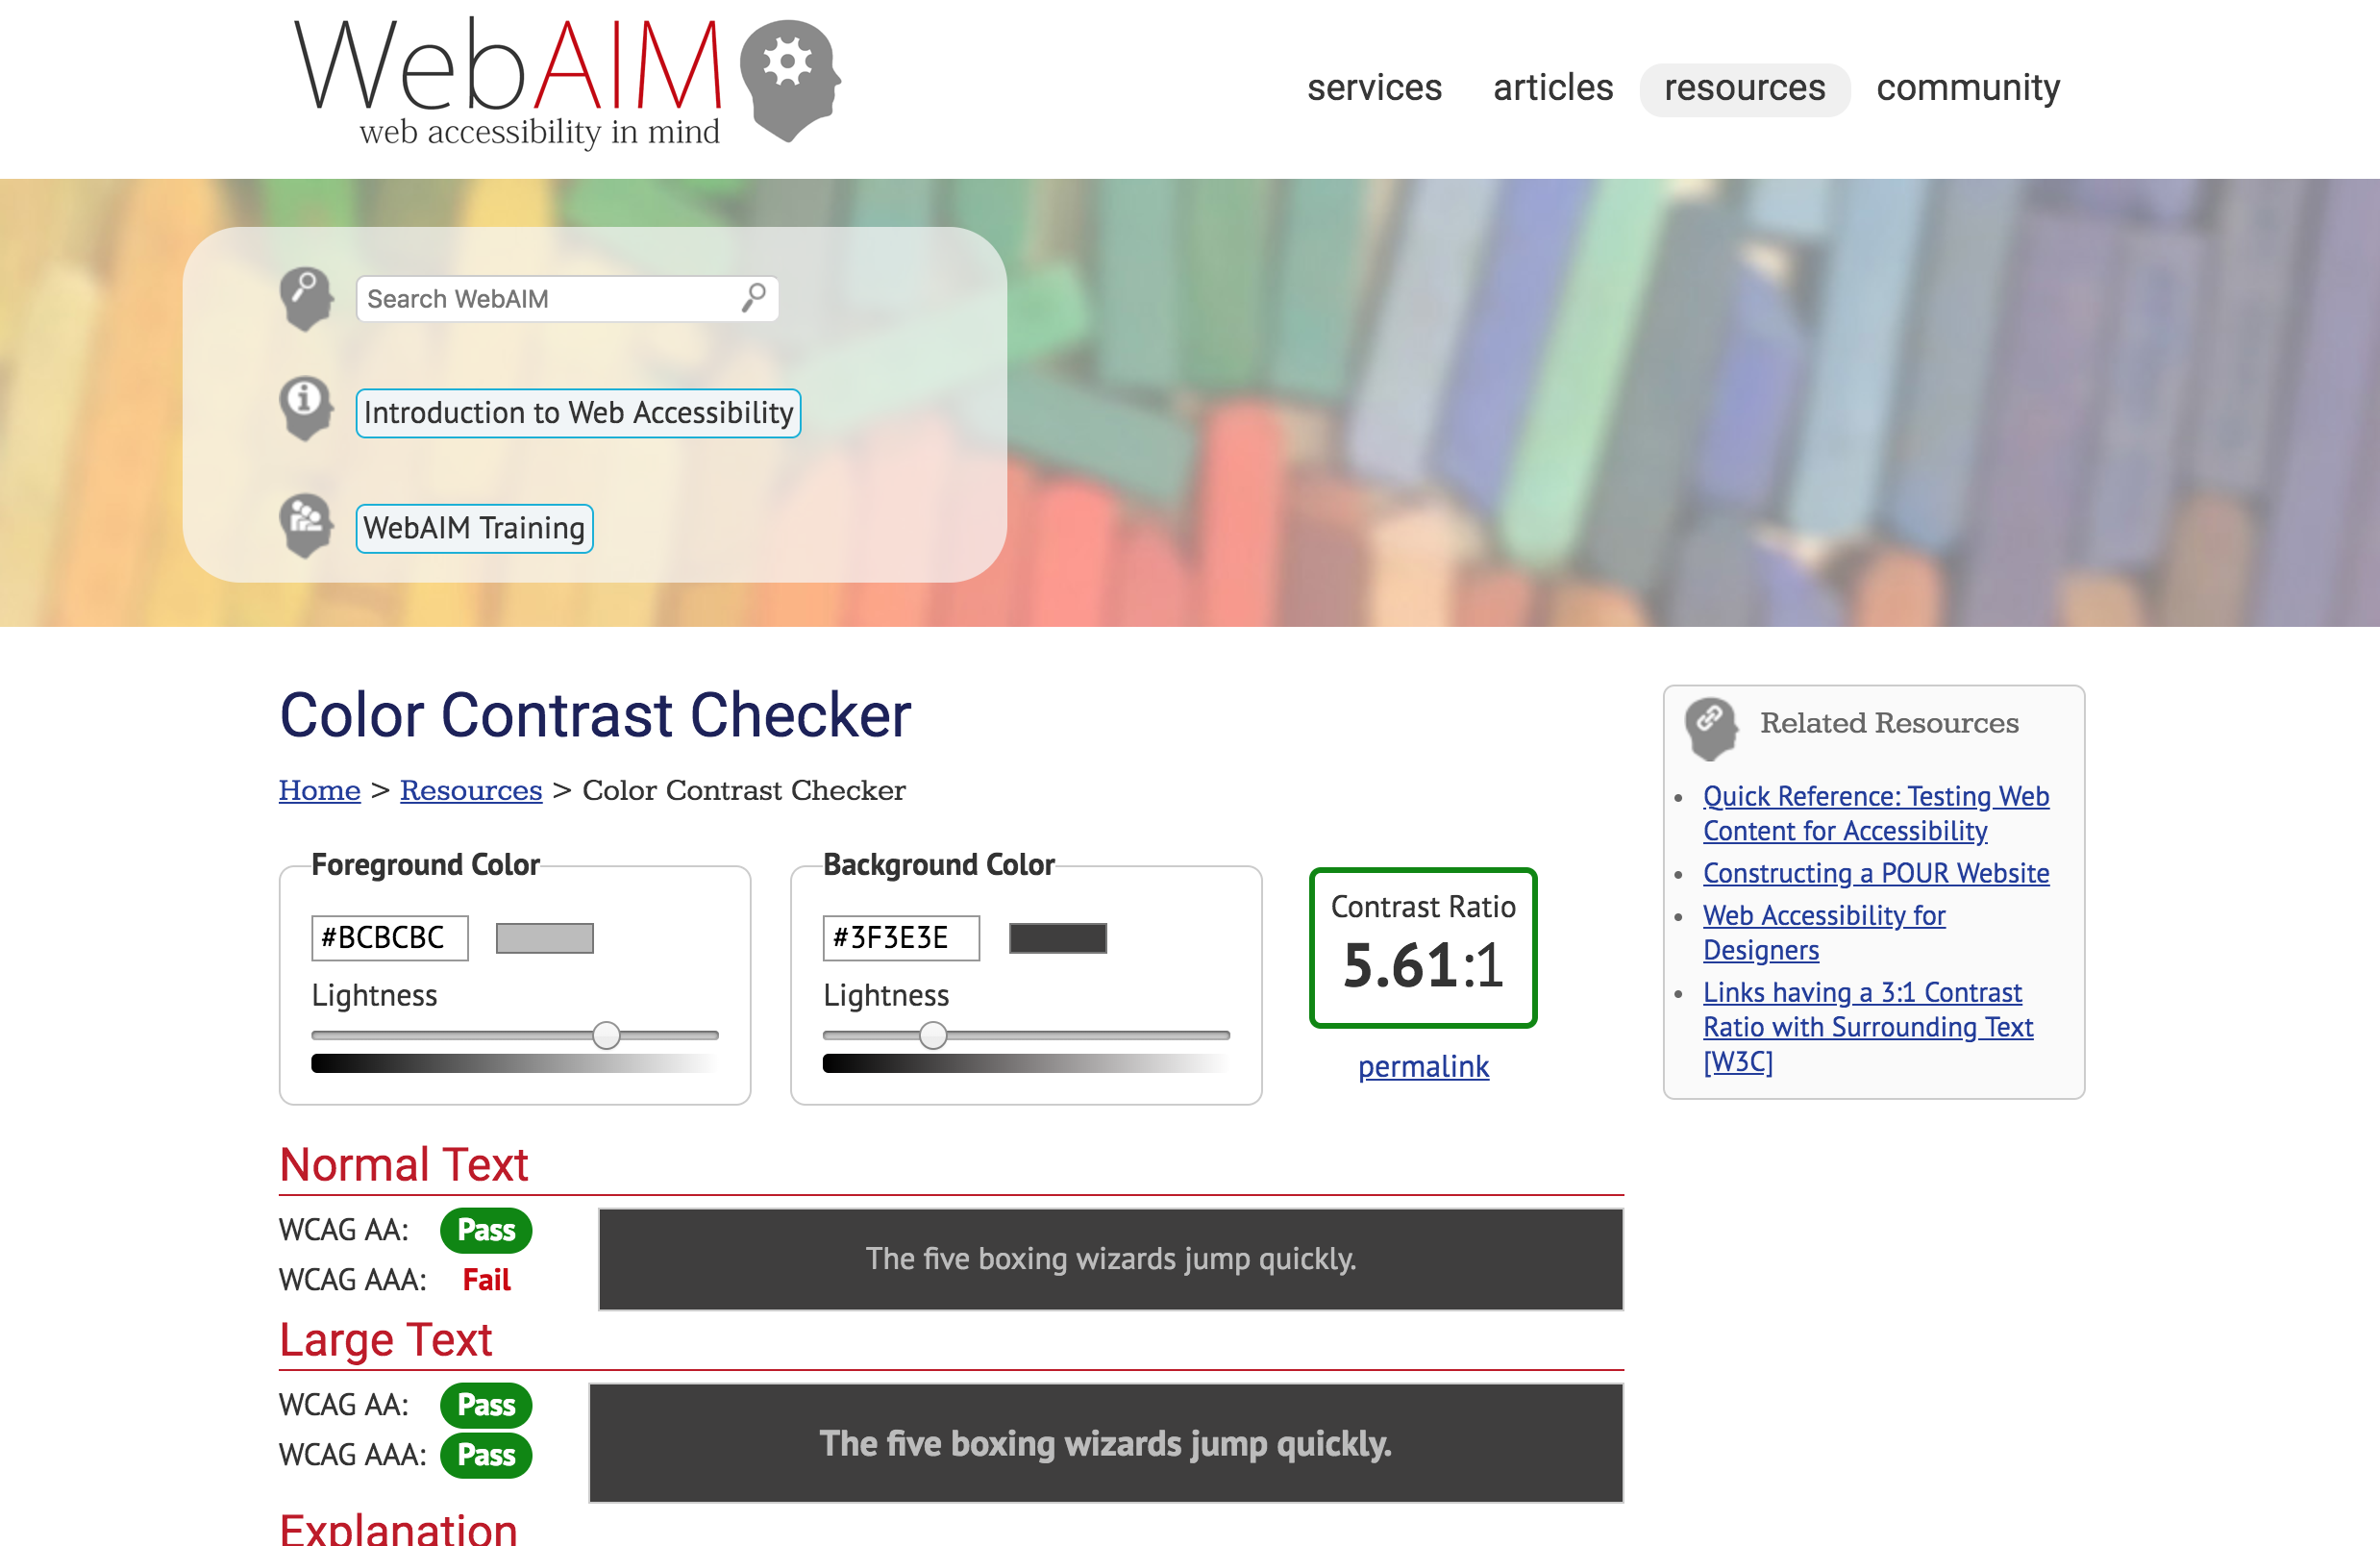 WebAIM
web accessibility in mind
services articles resources community
Search WebAIM
Introduction to Web Accessibility
WebAIM Training
Color Contrast Checker
Home > Resources > Color Contrast Checker
Foreground Color
#BCBCBC
Lightness
Background Color
#3F3E3E
Lightness
Contrast Ratio
5.61:1
permalink
Related Resources
Quick Reference: Testing Web
Content for Accessibility
Constructing a POUR Website
Web Accessibility for
Designers
Links having a 3:1 Contrast
Ratio with Surrounding Text
[W3C]
Normal Text
WCAG AA: Pass
WCAG AAA: Fail
The five boxing wizards jump quickly.
Large Text
WCAG AA: Pass
WCAG AAA: Pass
The five boxing wizards jump quickly.
Explanation